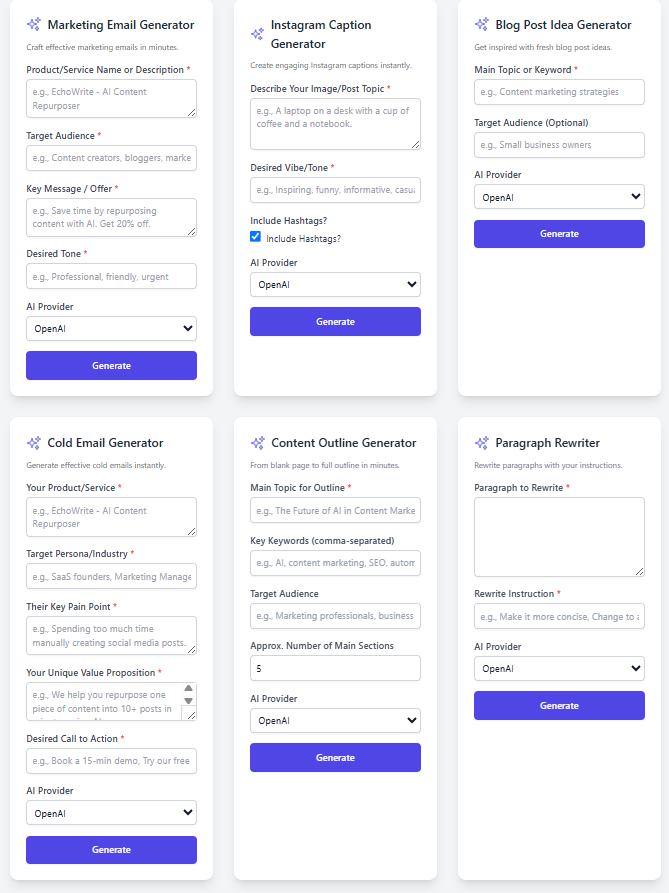 Marketing Email Generator
Craft effective marketing emails in minutes.
Product/Service Name or Description *
e.g., EchoWrite - AI Content
Repurposer
Target Audience *
e.g., Content creators, bloggers, marke
Key Message / Offer *
e.g., Save time by repurposing
content with AI. Get 20% off.
Desired Tone *
e.g., Professional, friendly, urgent
AI Provider
OpenAI
Generate
Instagram Caption
Generator
Create engaging Instagram captions instantly.
Describe Your Image/Post Topic *
e.g., A laptop on a desk with a cup of
coffee and a notebook.
Desired Vibe/Tone *
e.g., Inspiring, funny, informative, casua
Include Hashtags?
Include Hashtags?
AI Provider
OpenAI
Generate
Blog Post Idea Generator
Get inspired with fresh blog post ideas.
Main Topic or Keyword *
e.g., Content marketing strategies
Target Audience (Optional)
e.g., Small business owners
AI Provider
OpenAI
Generate
Cold Email Generator
Generate effective cold emails instantly.
Your Product/Service *
e.g., EchoWrite - AI Content
Repurposer
Target Persona/Industry *
e.g., SaaS founders, Marketing Manage
Their Key Pain Point *
e.g., Spending too much time
manually creating social media posts.
Your Unique Value Proposition *
e.g., We help you repurpose one
piece of content into 10+ posts in
Desired Call to Action *
e.g., Book a 15-min demo, Try our free
AI Provider
OpenAI
Generate
Content Outline Generator
From blank page to full outline in minutes.
Main Topic for Outline *
e.g., The Future of AI in Content Marke
Key Keywords (comma-separated)
e.g., AI, content marketing, SEO, autom
Target Audience
e.g., Marketing professionals, business
Approx. Number of Main Sections
5
AI Provider
OpenAI
Generate
Paragraph Rewriter
Rewrite paragraphs with your instructions.
Paragraph to Rewrite *
Rewrite Instruction *
e.g., Make it more concise, Change to a
AI Provider
OpenAI
Generate